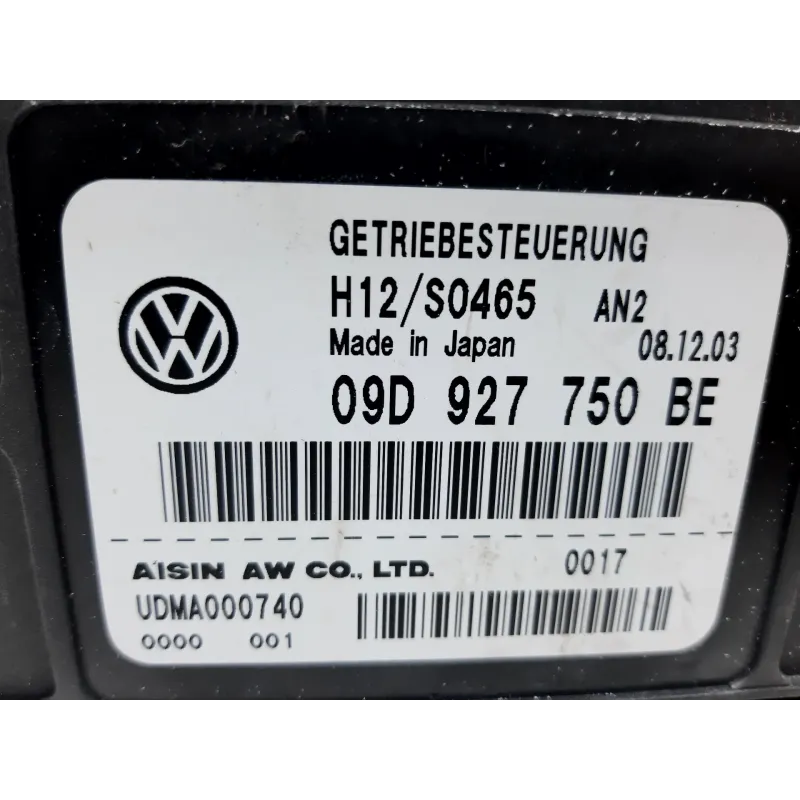 GETRIEBESTEUERUNG
H12/S0465 AN2
Made in Japan 08.12.03
09D 927 750 BE
AISIN AW CO., LTD. 0017
UDMA000740
0000 001